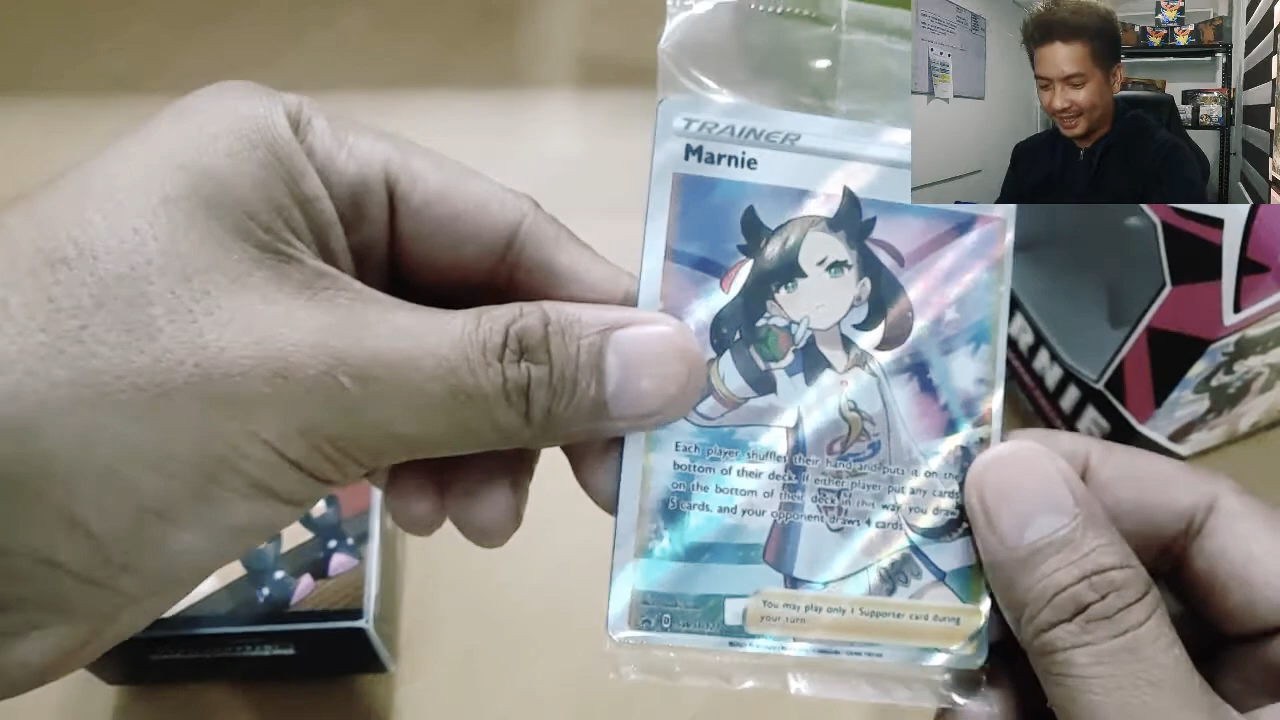 TRAINER
Marnie
Each player shuffles their hand and puts it on the
bottom of their deck. If either player put any cards
on the bottom of their deck in this way, you draw
5 cards, and your opponent draws 4 cards.
You may play only 1 Supporter card during
your turn.
D
RNIE